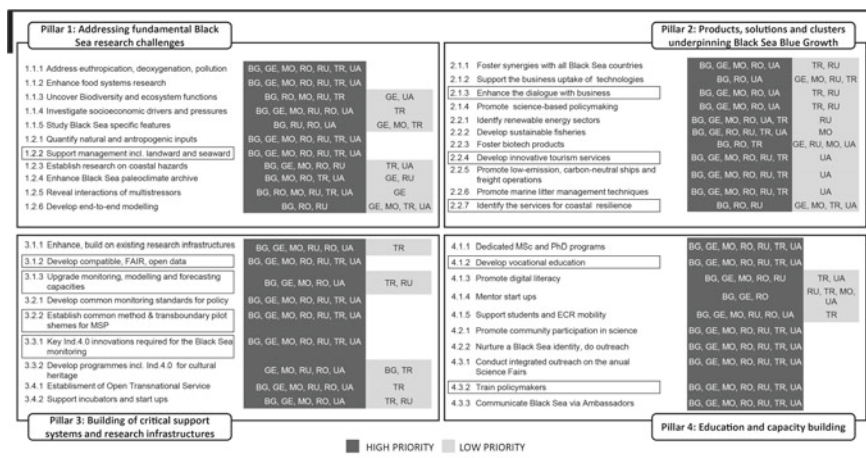 Pillar 1: Addressing fundamental Black
Sea research challenges
1.1.1 Address euthropication, deoxygenation, pollution BG, GE, MO, RO, RU, TR, UA
1.1.2 Enhance food systems research BG, GE, MO, RO, RU, TR, UA
1.1.3 Uncover Biodiversity and ecosystem functions BG, RO, MO, RU, TR GE, UA
1.1.4 Investigate socioeconomic drivers and pressures BG, GE, MO, RU, RO, UA TR
1.1.5 Study Black Sea specific features BG, RU, RO, UA GE, MO, TR
1.2.1 Quantify natural and antropogenic inputs BG, GE, MO, RO, RU, TR, UA
1.2.2 Support management incl. landward and seaward BG, GE, MO, RO, RU, TR, UA
1.2.3 Establish research on coastal hazards BG, GE, MO, RO, RU TR, UA
1.2.4 Enhance Black Sea paleoclimate archive BG, MO, RO, TR, UA GE, RU
1.2.5 Reveal interactions of multistressors BG, RO, MO, RU, TR, UA GE
1.2.6 Develop end-to-end modelling BG, RO, RU GE, MO, TR, UA
Pillar 2: Products, solutions and clusters
underpinning Black Sea Blue Growth
2.1.1 Foster synergies with all Black Sea countries BG, GE, MO, RO, UA TR, RU
2.1.2 Support the business uptake of technologies BG, RO, UA GE, MO, RU, TR
2.1.3 Enhance the dialogue with business BG, GE, MO, RO, UA TR, RU
2.1.4 Promote science-based policymaking BG, GE, MO, RO, UA TR, RU
2.2.1 Identfy renewable energy sectors BG, GE, MO, RO, UA, TR RU
2.2.2 Develop sustainable fisheries BG, GE, RO, RU, TR, UA MO
2.2.3 Foster biotech products BG, RO, TR GE, RU, MO, UA
2.2.4 Develop innovative tourism services BG, GE, MO, RO, RU, TR UA
2.2.5 Promote low-emission, carbon-neutral ships and
freight operations BG, GE, MO, RO, RU, TR UA
2.2.6 Promote marine litter management techniques BG, GE, MO, RO, RU, TR UA
2.2.7 Identify the services for coastal resilience BG, RO, RU GE, MO, TR, UA
3.1.1 Enhance, build on existing research infrastructures BG, GE, MO, RU, RO, UA TR
3.1.2 Develop compatible, FAIR, open data BG, GE, MO, RO, RU, TR, UA
3.1.3 Upgrade monitoring, modelling and forecasting
capacities BG, GE, MO, RO, UA TR, RU
3.2.1 Develop common monitoring standards for policy BG, GE, MO, RO, RU, TR, UA
3.2.2 Establish common method & transboundary pilot
shemes for MSP BG, GE, MO, RO, RU, TR, UA
3.3.1 Key Ind.4.0 innovations required for the Black Sea
monitoring BG, GE, MO, RO, RU, TR, UA
3.3.2 Develop programmes incl. Ind.4.0 for cultural
heritage GE, MO, RU, RO, UA BG, TR
3.4.1 Establisment of Open Transnational Service BG, GE, MO, RU, RO, UA TR
3.4.2 Support incubators and start ups BG, GE, MO, RO, UA TR, RU
Pillar 3: Building of critical support
systems and research infrastructures
4.1.1 Dedicated MSc and PhD programs BG, GE, MO, RO, RU, TR, UA
4.1.2 Develop vocational education BG, GE, MO, RO, RU, TR, UA
4.1.3 Promote digital literacy BG, GE, MO, RO, RU TR, UA
4.1.4 Mentor start ups BG, GE, RO RU, TR, MO,
UA
4.1.5 Support students and ECR mobility BG, GE, MO, RU, RO, UA TR
4.2.1 Promote community participation in science BG, GE, MO, RO, RU, TR, UA
4.2.2 Nurture a Black Sea identity, do outreach BG, GE, MO, RO, RU, TR, UA
4.3.1 Conduct integrated outreach on the anual
Science Fairs BG, GE, MO, RO, RU, TR, UA
4.3.2 Train policymakers BG, GE, MO, RO, RU, TR, UA
4.3.3 Communicate Black Sea via Ambassadors BG, GE, MO, RO, RU, TR, UA
Pillar 4: Education and capacity building
HIGH PRIORITY LOW PRIORITY